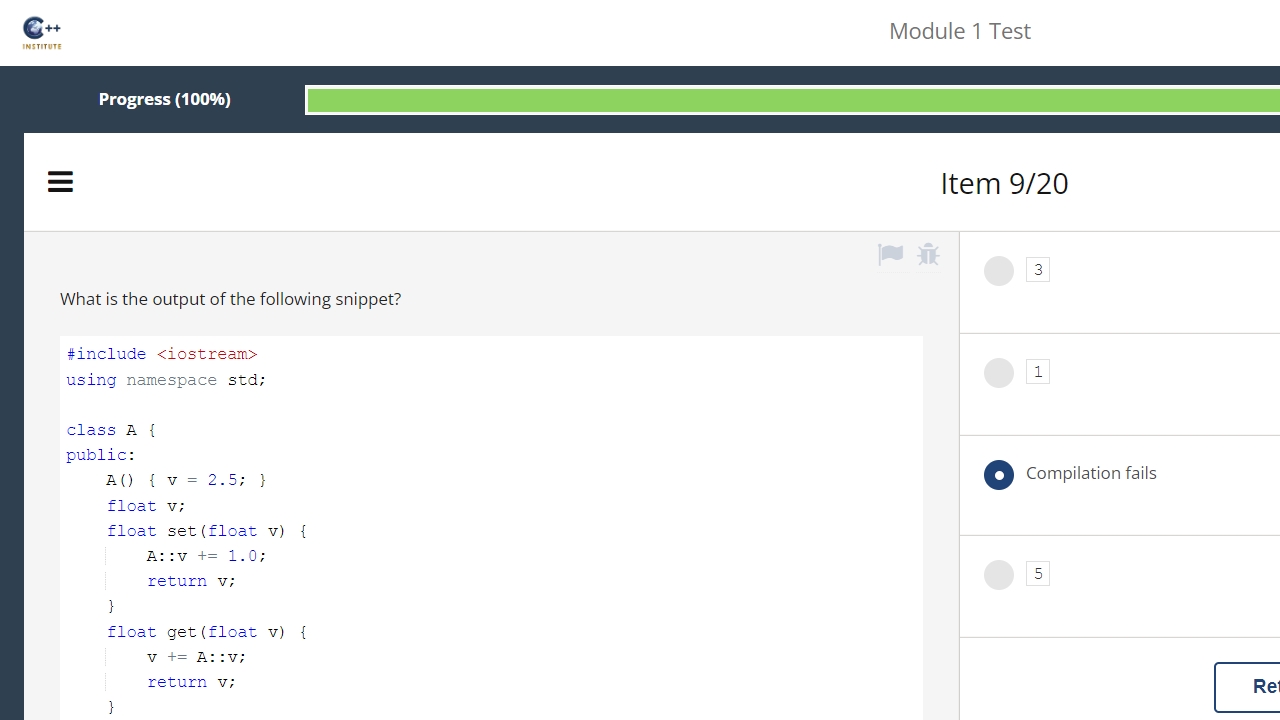 C++
INSTITUTE
Module 1 Test
Progress (100%)
Item 9/20
What is the output of the following snippet?
#include <iostream>
using namespace std;
class A {
public:
A() { v = 2.5; }
float v;
float set(float v) {
A::v += 1.0;
return v;
}
float get(float v) {
v += A::v;
return v;
}
3
1
Compilation fails
5
Ret